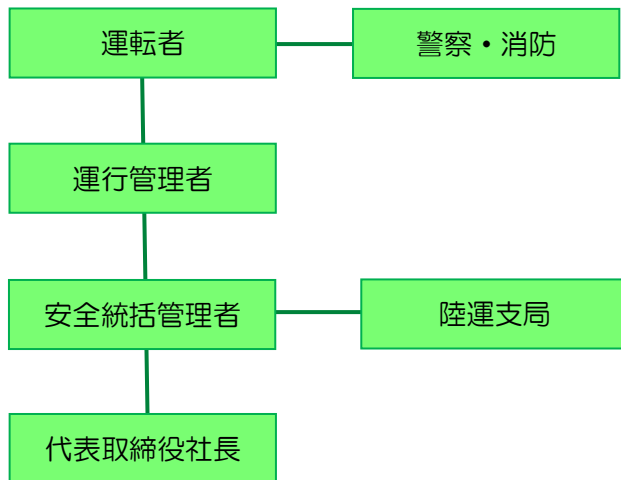 運転者
警察・消防
運行管理者
安全統括管理者
陸運支局
代表取締役社長